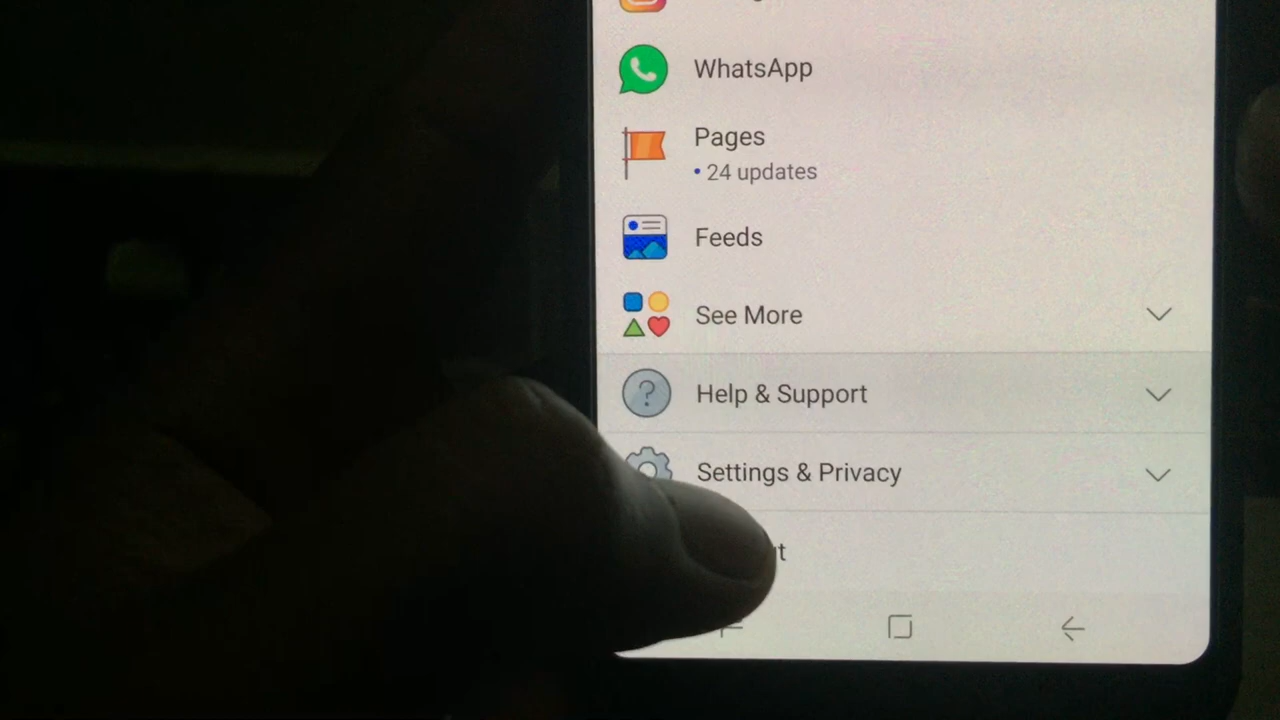 WhatsApp
Pages
• 24 updates
Feeds
See More
Help & Support
Settings & Privacy